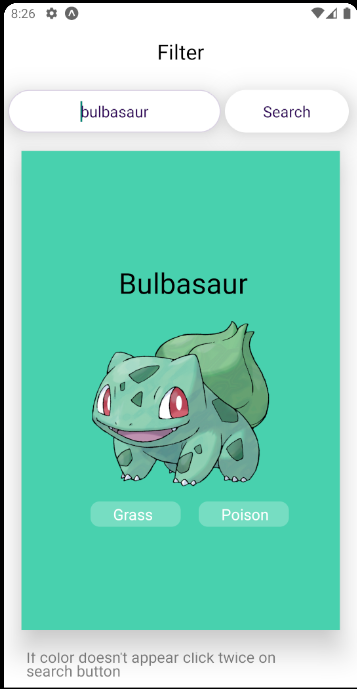 8:26
Filter
bulbasaur
Search
Bulbasaur
Grass
Poison
If color doesn't appear click twice on
search button